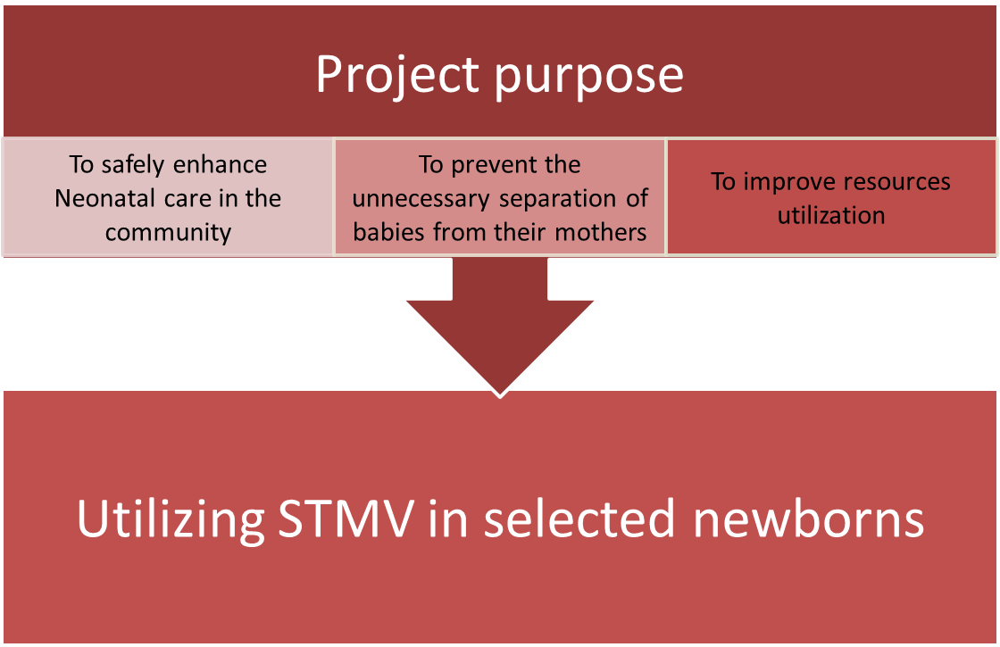 Project purpose
To safely enhance
Neonatal care in the
community
To prevent the
unnecessary separation of
babies from their mothers
To improve resources
utilization
Utilizing STMV in selected newborns